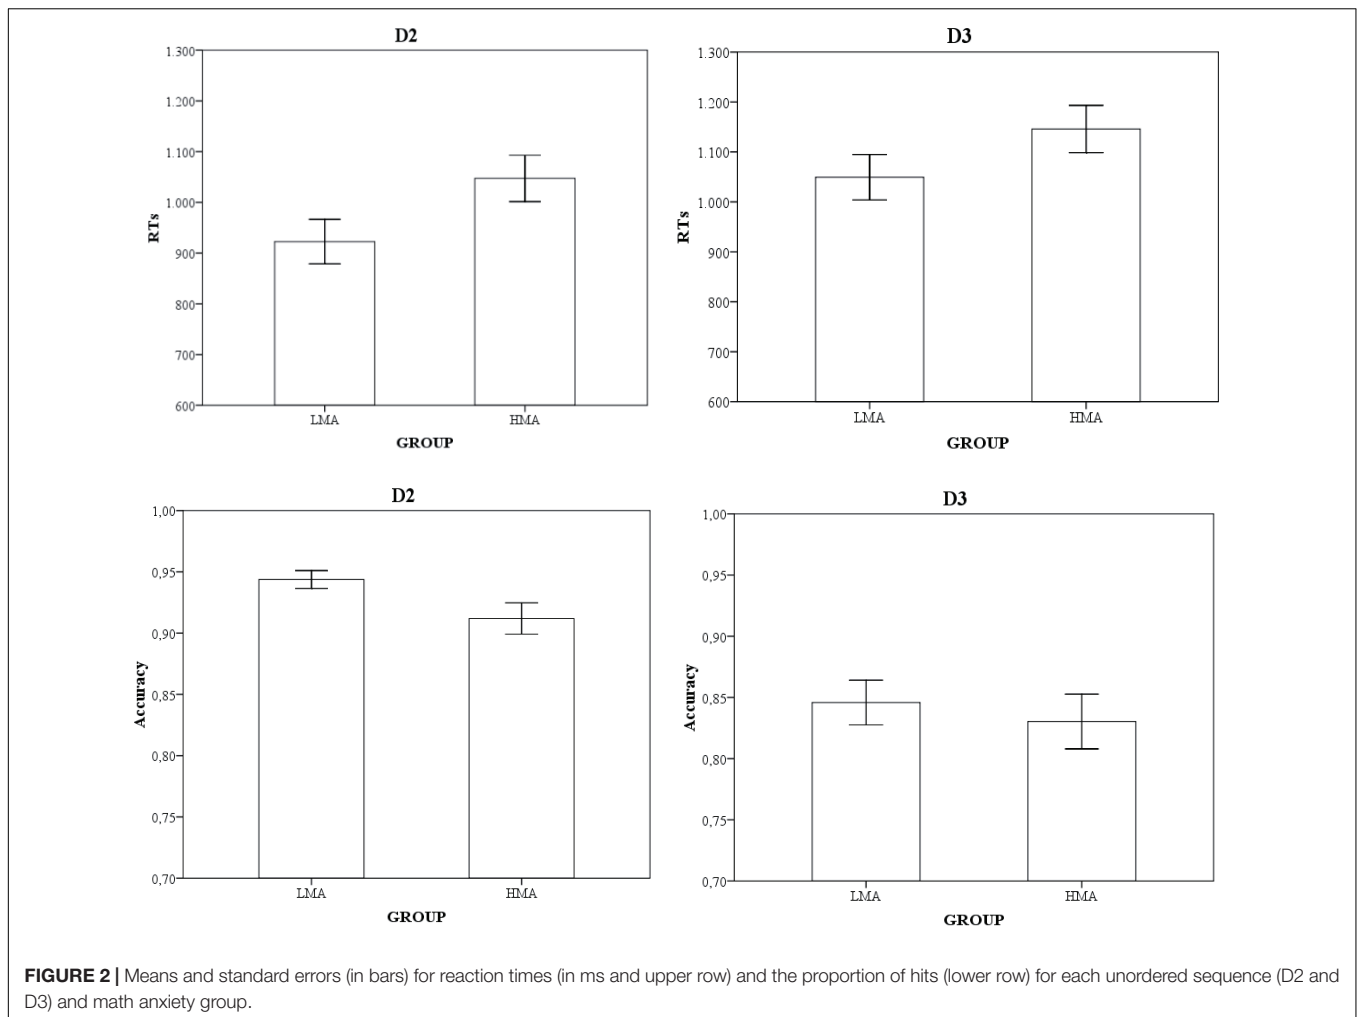 D2
1.300
1.200
1.100
1.000
900
800
700
600
RTs
LMA
HMA
GROUP
D3
1.300
1.200
1.100
1.000
900
800
700
600
RTs
LMA
HMA
GROUP
D2
1,00
0,95
0,90
0,85
0,80
0,75
0,70
Accuracy
LMA
HMA
GROUP
D3
1,00
0,95
0,90
0,85
0,80
0,75
0,70
Accuracy
LMA
HMA
GROUP
FIGURE 2 | Means and standard errors (in bars) for reaction times (in ms and upper row) and the proportion of hits (lower row) for each unordered sequence (D2 and
D3) and math anxiety group.